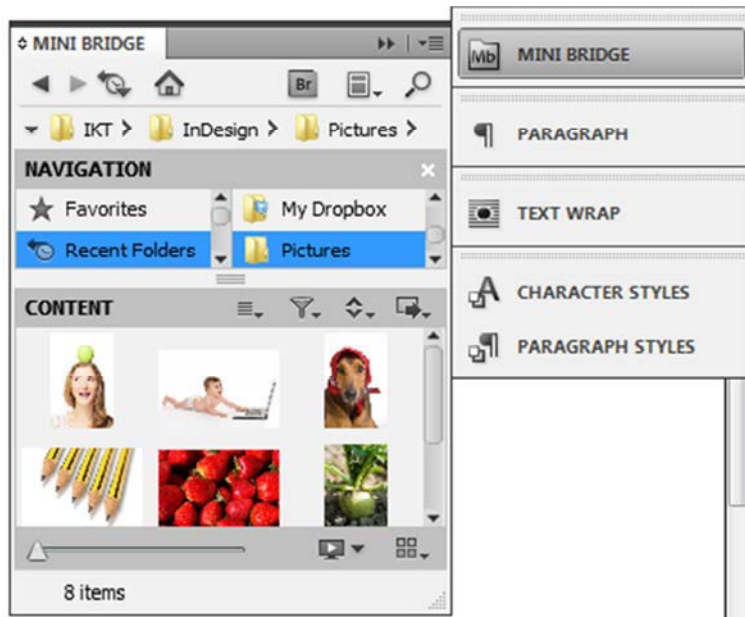 MINI BRIDGE
Br
IKT > InDesign > Pictures >
NAVIGATION
Favorites
My Dropbox
Recent Folders
Pictures
CONTENT
8 items
Mb MINI BRIDGE
PARAGRAPH
TEXT WRAP
A CHARACTER STYLES
PARAGRAPH STYLES